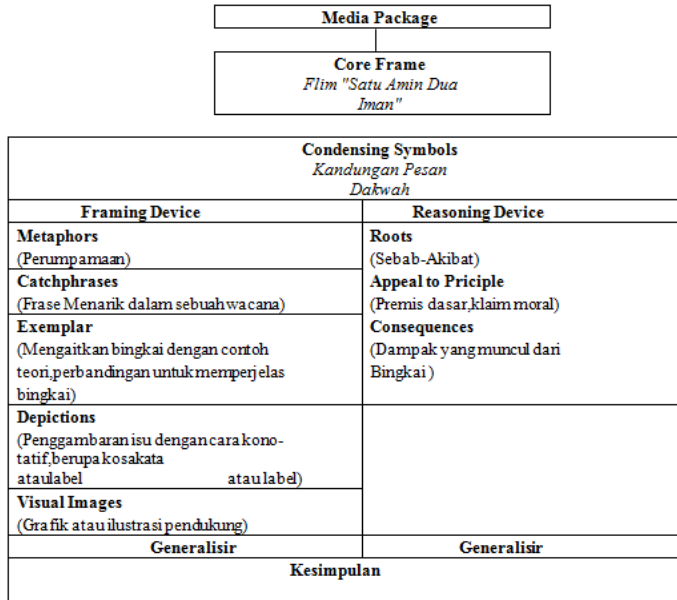 Media Package
Core Frame
Flim "Satu Amin Dua
Iman"
Condensing Symbols
Kandungan Pesan
Dakwah
Framing Device
Reasoning Device
Metaphors
(Perumpamaan)
Catchphrases
(Frase Menarik dalam sebuah wacana)
Exemplar
(Mengaitkan bingkai dengan contoh
teori,perbandingan untuk memperjelas
bingkai)
Depictions
(Penggambaran isu dengan cara kono-
tatif,berupa kosakata
atau label atau label)
Visual Images
(Grafik atau ilustrasi pendukung)
Roots
(Sebab-Akibat)
Appeal to Priciple
(Premis dasar,klaim moral)
Consequences
(Dampak yang muncul dari
Bingkai )
Generalisir
Generalisir
Kesimpulan